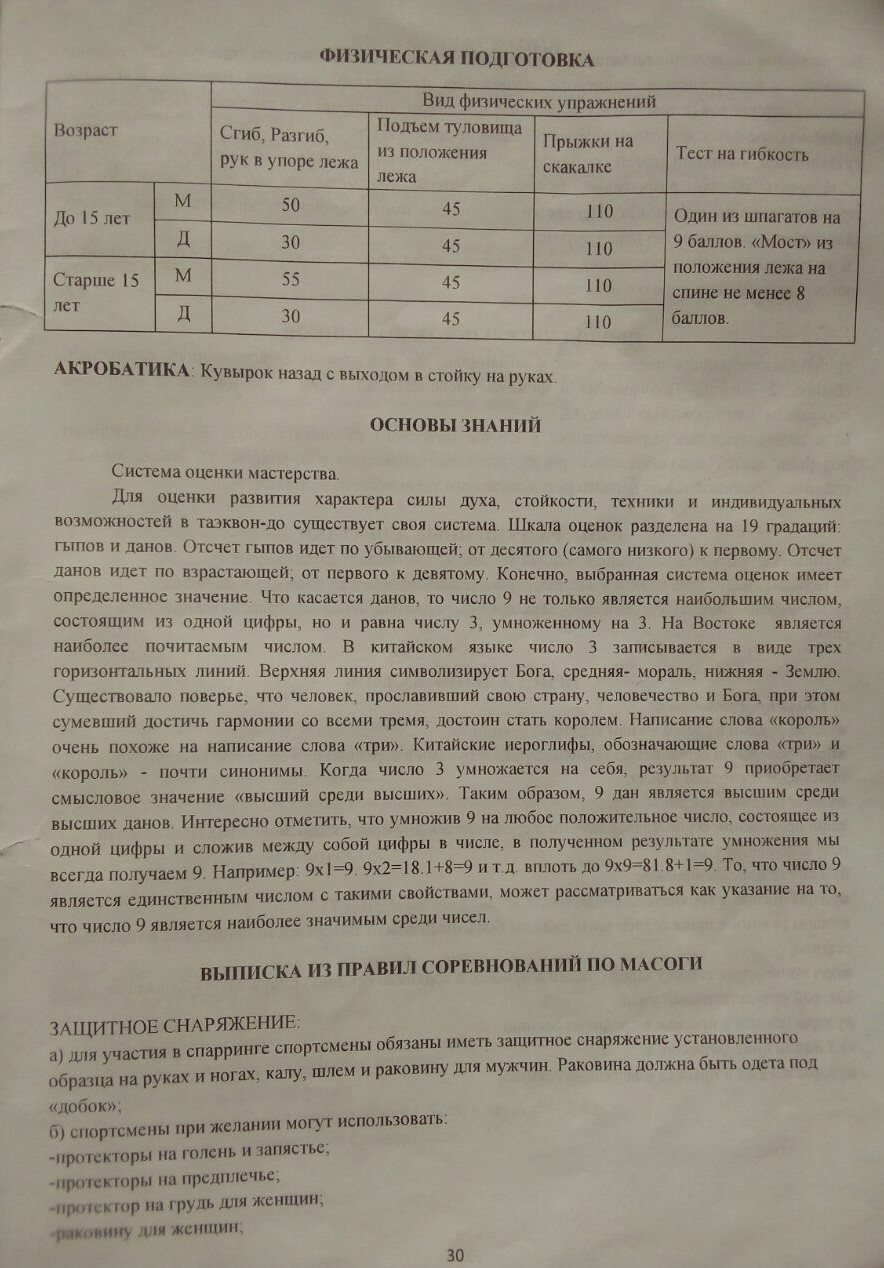 ФИЗИЧЕСКАЯ ПОДГОТОВКА
Возраст
Вид физических упражнений
Сгиб, Разгиб,
рук в упоре лежа
Подъем туловища
из положения
лежа
Прыжки на
скакалке
Тест на гибкость
До 15 лет
М
50
45
110
Один из шпагатов на
9 баллов. «Мост» из
положения лежа на
спине не менее 8
баллов.
Д
30
45
110
Старше 15
лет
М
55
45
110
Д
30
45
110
АКРОБАТИКА: Кувырок назад с выходом в стойку на руках.
ОСНОВЫ ЗНАНИЙ
Система оценки мастерства.
Для оценки развития характера силы духа, стойкости, техники и индивидуальных
возможностей в таэквон-до существует своя система. Шкала оценок разделена на 19 градаций:
гыпов и данов. Отсчет гыпов идет по убывающей; от десятого (самого низкого) к первому. Отсчет
данов идет по взрастающей; от первого к девятому. Конечно, выбранная система оценок имеет
определенное значение. Что касается данов, то число 9 не только является наибольшим числом,
состоящим из одной цифры, но и равна числу 3, умноженному на 3. На Востоке является
наиболее почитаемым числом. В китайском языке число 3 записывается в виде трех
горизонтальных линий. Верхняя линия символизирует Бога, средняя- мораль, нижняя - Землю.
Существовало поверье, что человек, прославивший свою страну, человечество и Бога, при этом
сумевший достичь гармонии со всеми тремя, достоин стать королем. Написание слова «король»
очень похоже на написание слова «три». Китайские иероглифы, обозначающие слова «три» и
«король» - почти синонимы. Когда число 3 умножается на себя, результат 9 приобретает
смысловое значение «высший среди высших». Таким образом, 9 дан является высшим среди
высших данов. Интересно отметить, что умножив 9 на любое положительное число, состоящее из
одной цифры и сложив между собой цифры в числе, в полученном результате умножения мы
всегда получаем 9. Например: 9х1=9. 9х2=18.1+8=9 и т.д. вплоть до 9х9=81.8+1=9. То, что число 9
является единственным числом с такими свойствами, может рассматриваться как указание на то,
что число 9 является наиболее значимым среди чисел.
ВЫПИСКА ИЗ ПРАВИЛ СОРЕВНОВАНИЙ ПО МАСОГИ
ЗАЩИТНОЕ СНАРЯЖЕНИЕ:
а) для участия в спарринге спортсмены обязаны иметь защитное снаряжение установленного
образца на руках и ногах, капу, шлем и раковину для мужчин. Раковина должна быть одета под
«добок»;
б) спортсмены при желании могут использовать:
-протекторы на голень и запястье;
-протекторы на предплечье;
-протектор на грудь для женщин;
-раковину для женщин;
30